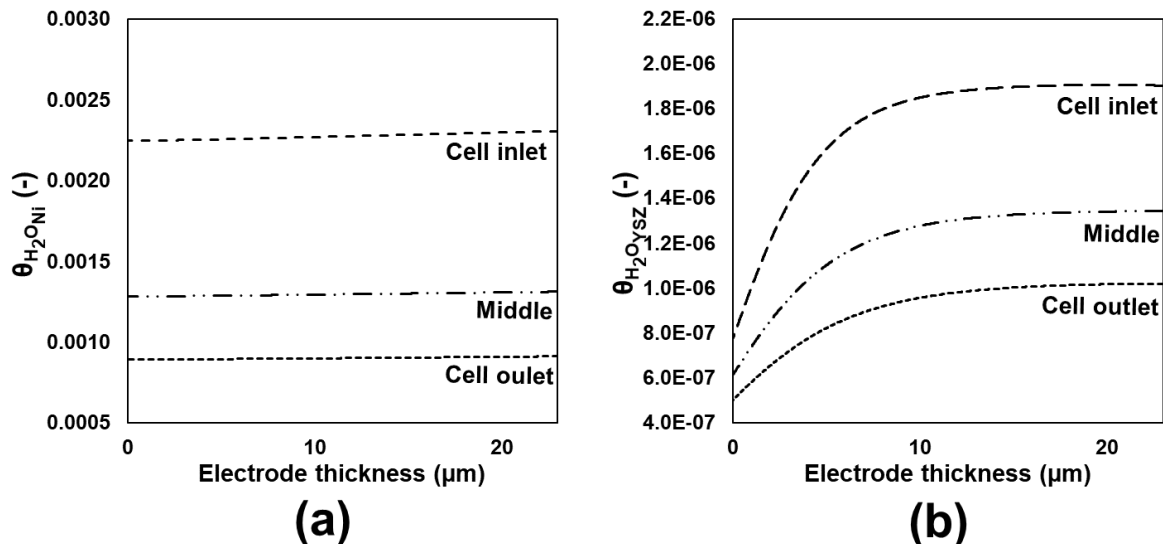 0.0030
0.0025
0.0020
0.0015
0.0010
0.0005
θH2ONi (-)
Cell inlet
Middle
Cell oulet
0 10 20
Electrode thickness (μm)
(a)
2.2E-06
2.0E-06
1.8E-06
1.6E-06
1.4E-06
1.2E-06
1.0E-06
8.0E-07
6.0E-07
4.0E-07
θH2OYSZ (-)
Cell inlet
Middle
Cell outlet
0 10 20
Electrode thickness (μm)
(b)